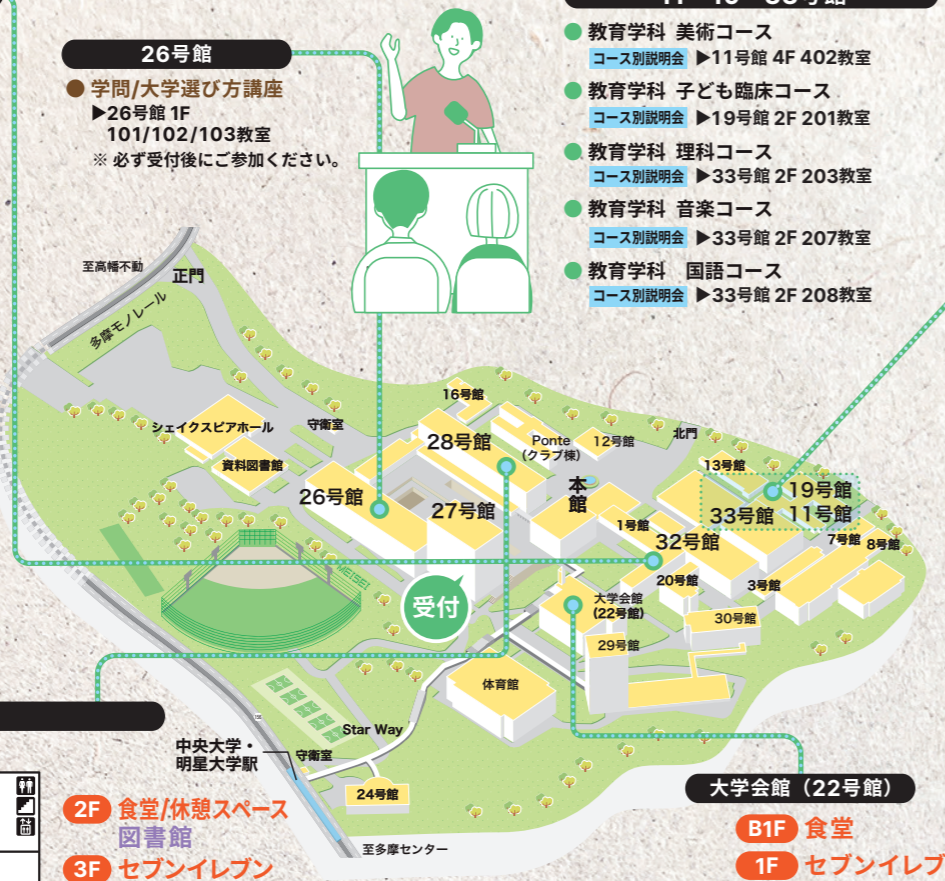 26号館
● 学問/大学選び方講座
▶26号館 1F
101/102/103教室
※ 必ず受付後にご参加ください。
● 教育学科 美術コース
コース別説明会 ▶11号館 4F 402教室
● 教育学科 子ども臨床コース
コース別説明会 ▶19号館 2F 201教室
● 教育学科 理科コース
コース別説明会 ▶33号館 2F 203教室
● 教育学科 音楽コース
コース別説明会 ▶33号館 2F 207教室
● 教育学科 国語コース
コース別説明会 ▶33号館 2F 208教室
至高幡不動
正門
多摩モノレール
シェイクスピアホール
守衛室
資料図書館
16号館
28号館
Ponte
(クラブ棟)
12号館
北門
13号館
本館
26号館
27号館
1号館
19号館
33号館
11号館
32号館
7号館
8号館
20号館
3号館
MEISEI
受付
大学会館
(22号館)
30号館
29号館
体育館
Star Way
中央大学・
明星大学駅
守衛室
24号館
至多摩センター
2F 食堂/休憩スペース
図書館
3F セブンイレブン
大学会館（22号館）
B1F 食堂
1F セブンイレブ